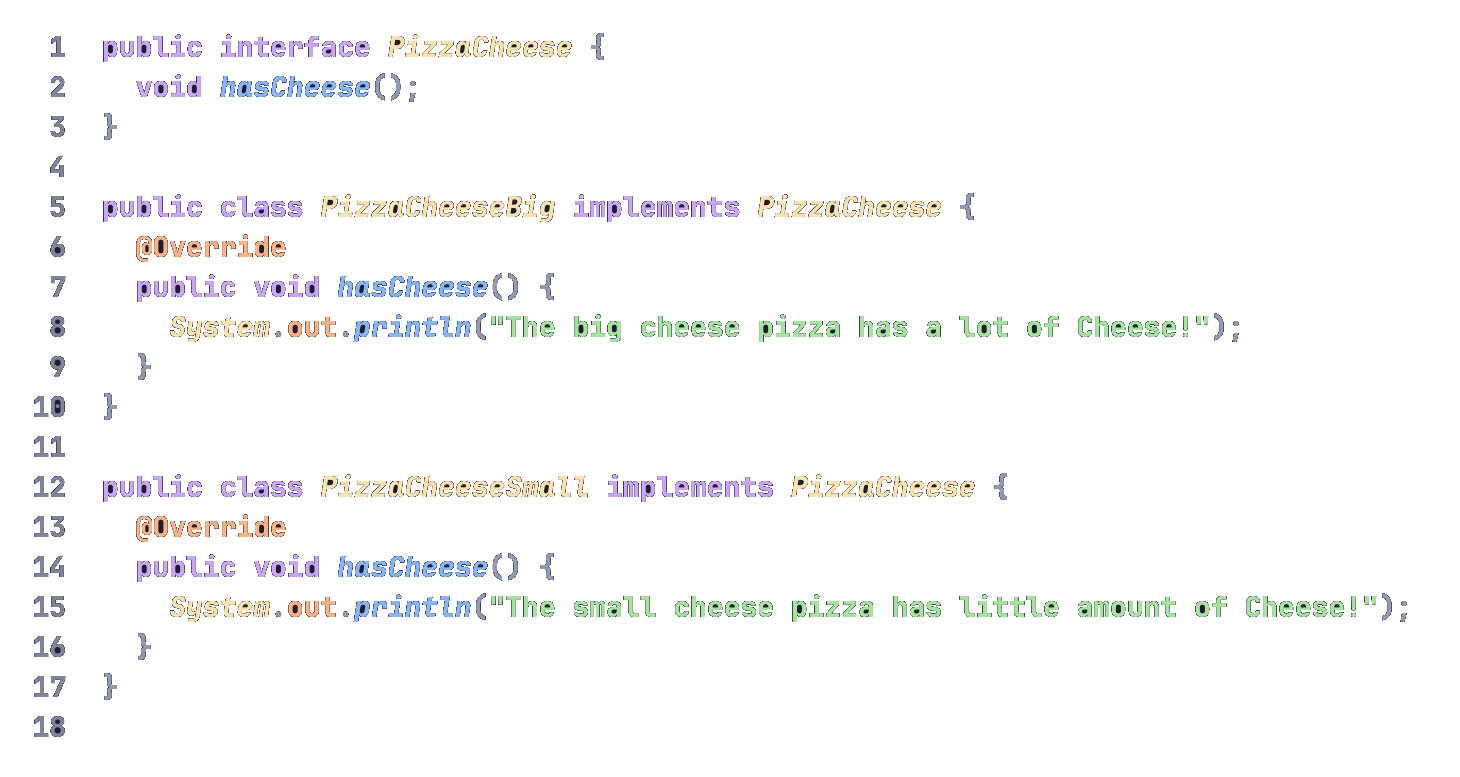 1 public interface PizzaCheese {
2   void hasCheese();
3 }
4
5 public class PizzaCheeseBig implements PizzaCheese {
6   @Override
7   public void hasCheese() {
8     System.out.println("The big cheese pizza has a lot of Cheese!");
9   }
10 }
11
12 public class PizzaCheeseSmall implements PizzaCheese {
13   @Override
14   public void hasCheese() {
15     System.out.println("The small cheese pizza has little amount of Cheese!");
16   }
17 }
18